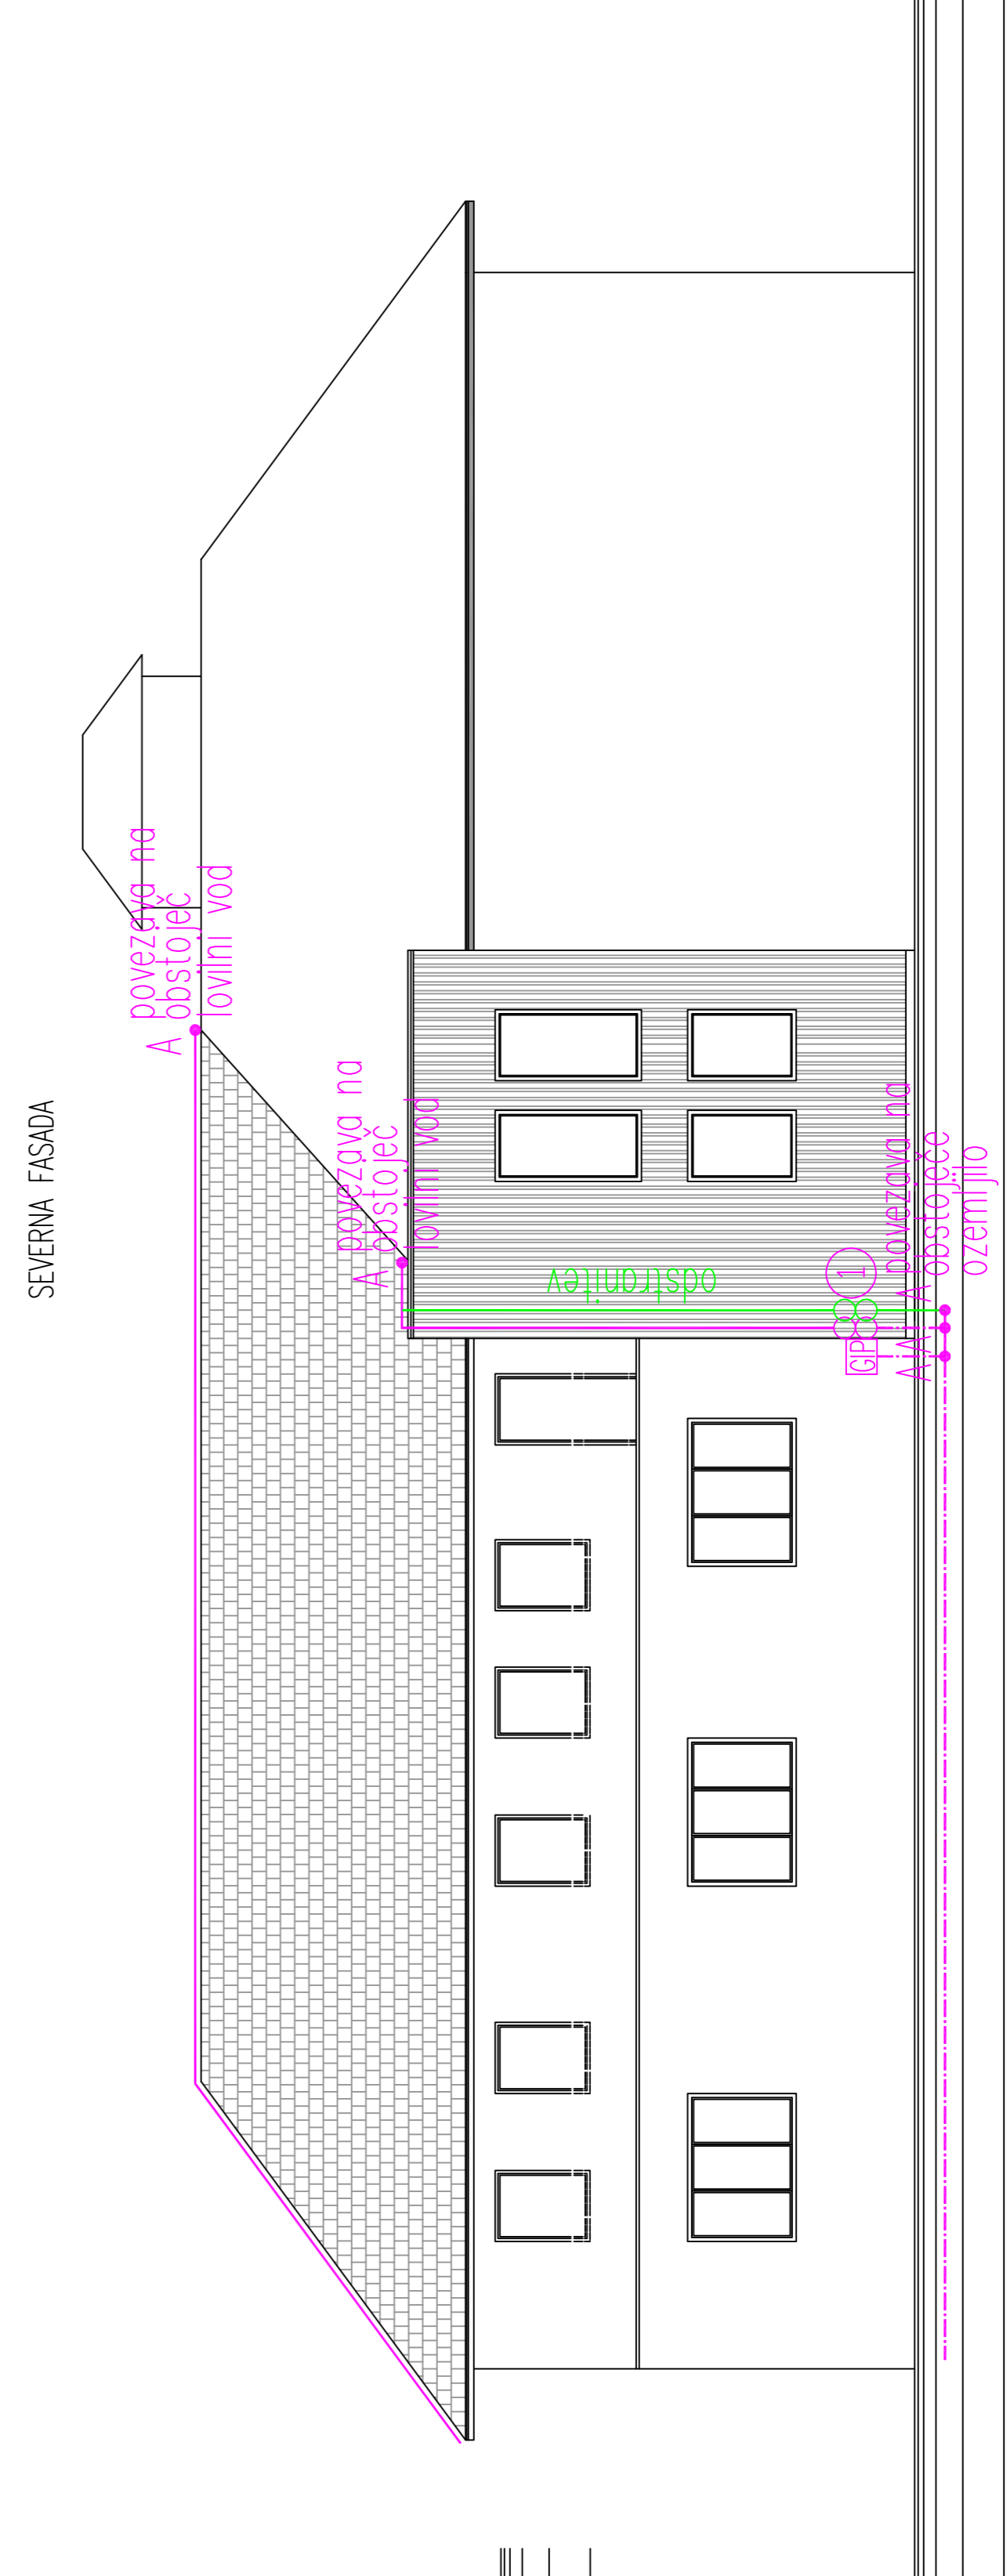 SEVERNA FASADA
povezava na
obstoječ
lovilni vod
A
povezava na
obstoječ
lovilni vod
A
odstranitev
1
povezava na
obstoječe
ozemljilo
A
A
A
GIP